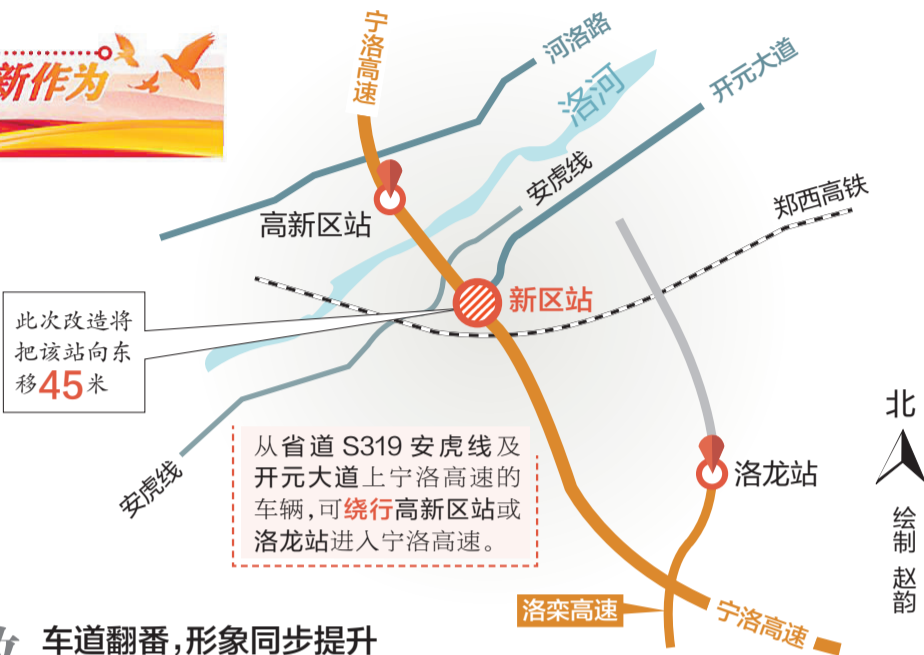 新作为
宁洛高速
河洛路
洛河
开元大道
安虎线
郑西高铁
高新区站
新区站
此次改造将
把该站向东
移45米
北
安虎线
从省道 S319 安虎线及
开元大道上宁洛高速的
车辆,可绕行高新区站或
洛龙站进入宁洛高速。
洛龙站
绘制 赵韵
洛栾高速
宁洛高速
车道翻番,形象同步提升